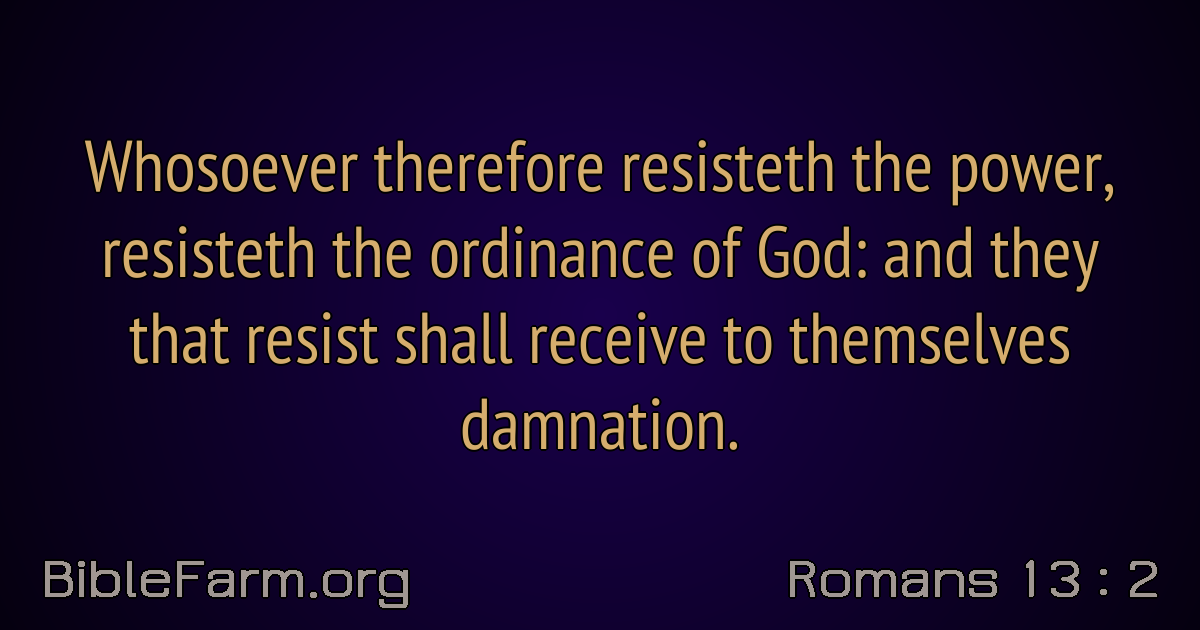 Whosoever therefore resisteth the power,
resisteth the ordinance of God: and they
that resist shall receive to themselves
damnation.
BibleFarm.org
Romans 13 : 2